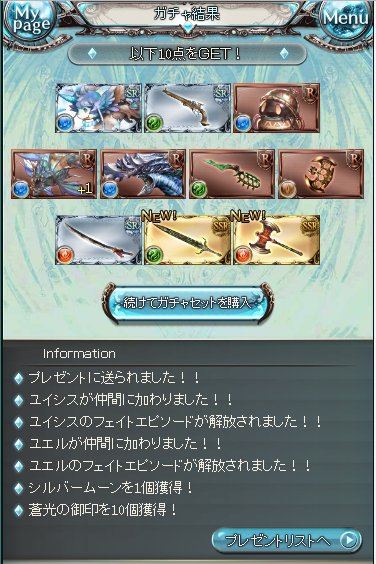 My page
ガチャ結果
Menu
以下10点をGET！
SR
SR
R
R
+1
R
R
R
NEW!
NEW!
SR
SSR
SSR
続けてガチャセットを購入
Information
プレゼントに送られました！！
ユイシスが仲間に加わりました！！
ユイシスのフェイトエピソードが解放されました！！
ユエルが仲間に加わりました！！
ユエルのフェイトエピソードが解放されました！！
シルバームーンを1個獲得！
蒼光の御印を10個獲得！
プレゼントリストへ